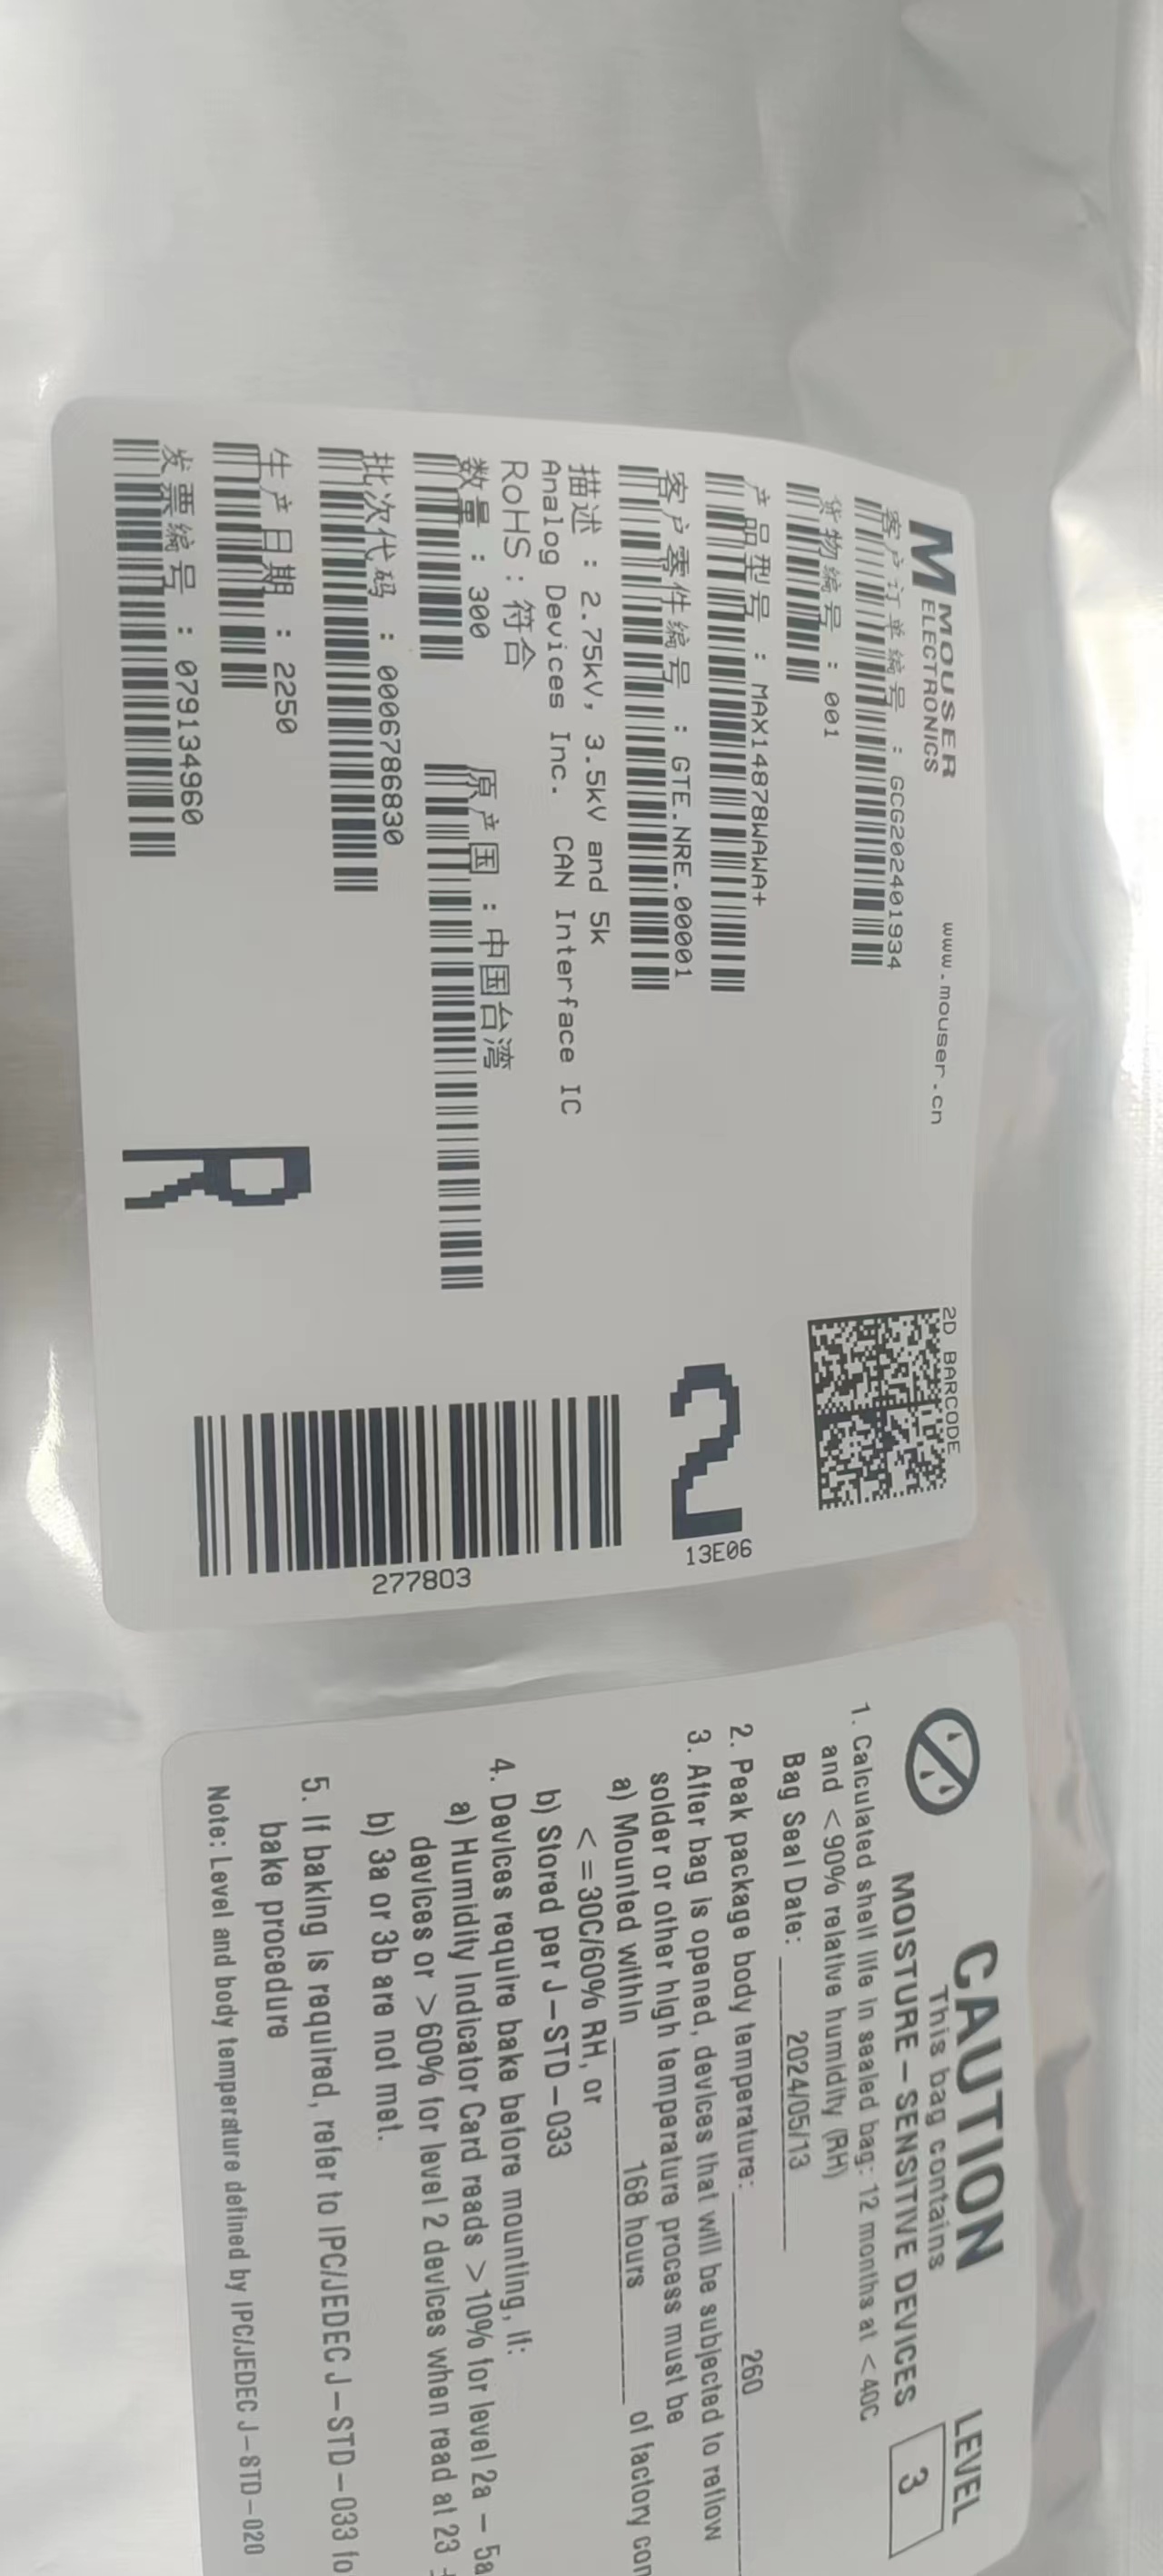 MOUSER
ELECTRONICS
www.mouser.cn
2D BARCODE
客户订单编号 : GCG202401934
货物编号 : 001
产品型号 : MAX14878WAWA+
客户零件编号 : GTE.NRE.00001
描述 : 2.75kV, 3.5kV and 5k
Analog Devices Inc. CAN Interface IC
RoHS : 符合
数量 : 300
原产国 : 中国台湾
批次代码 : 0006786830
生产日期 : 2250
发票编号 : 079134960
R
2
13E06
277803
CAUTION
This bag contains
MOISTURE-SENSITIVE DEVICES
LEVEL
3
1. Calculated shelf life in sealed bag: 12 months at <40C
and <90% relative humidity (RH)
Bag Seal Date: 2024/05/13
2. Peak package body temperature: 260
3. After bag is opened, devices that will be subjected to reflow
solder or other high temperature process must be
a) Mounted within 168 hours of factory con
<=30C/60% RH, or
b) Stored per J-STD-033
4. Devices require bake before mounting, if:
a) Humidity Indicator Card reads >10% for level 2a - 5a
devices or >60% for level 2 devices when read at 23
b) 3a or 3b are not met.
5. If baking is required, refer to IPC/JEDEC J-STD-033 fo
bake procedure
Note: Level and body temperature defined by IPC/JEDEC J-STD-020